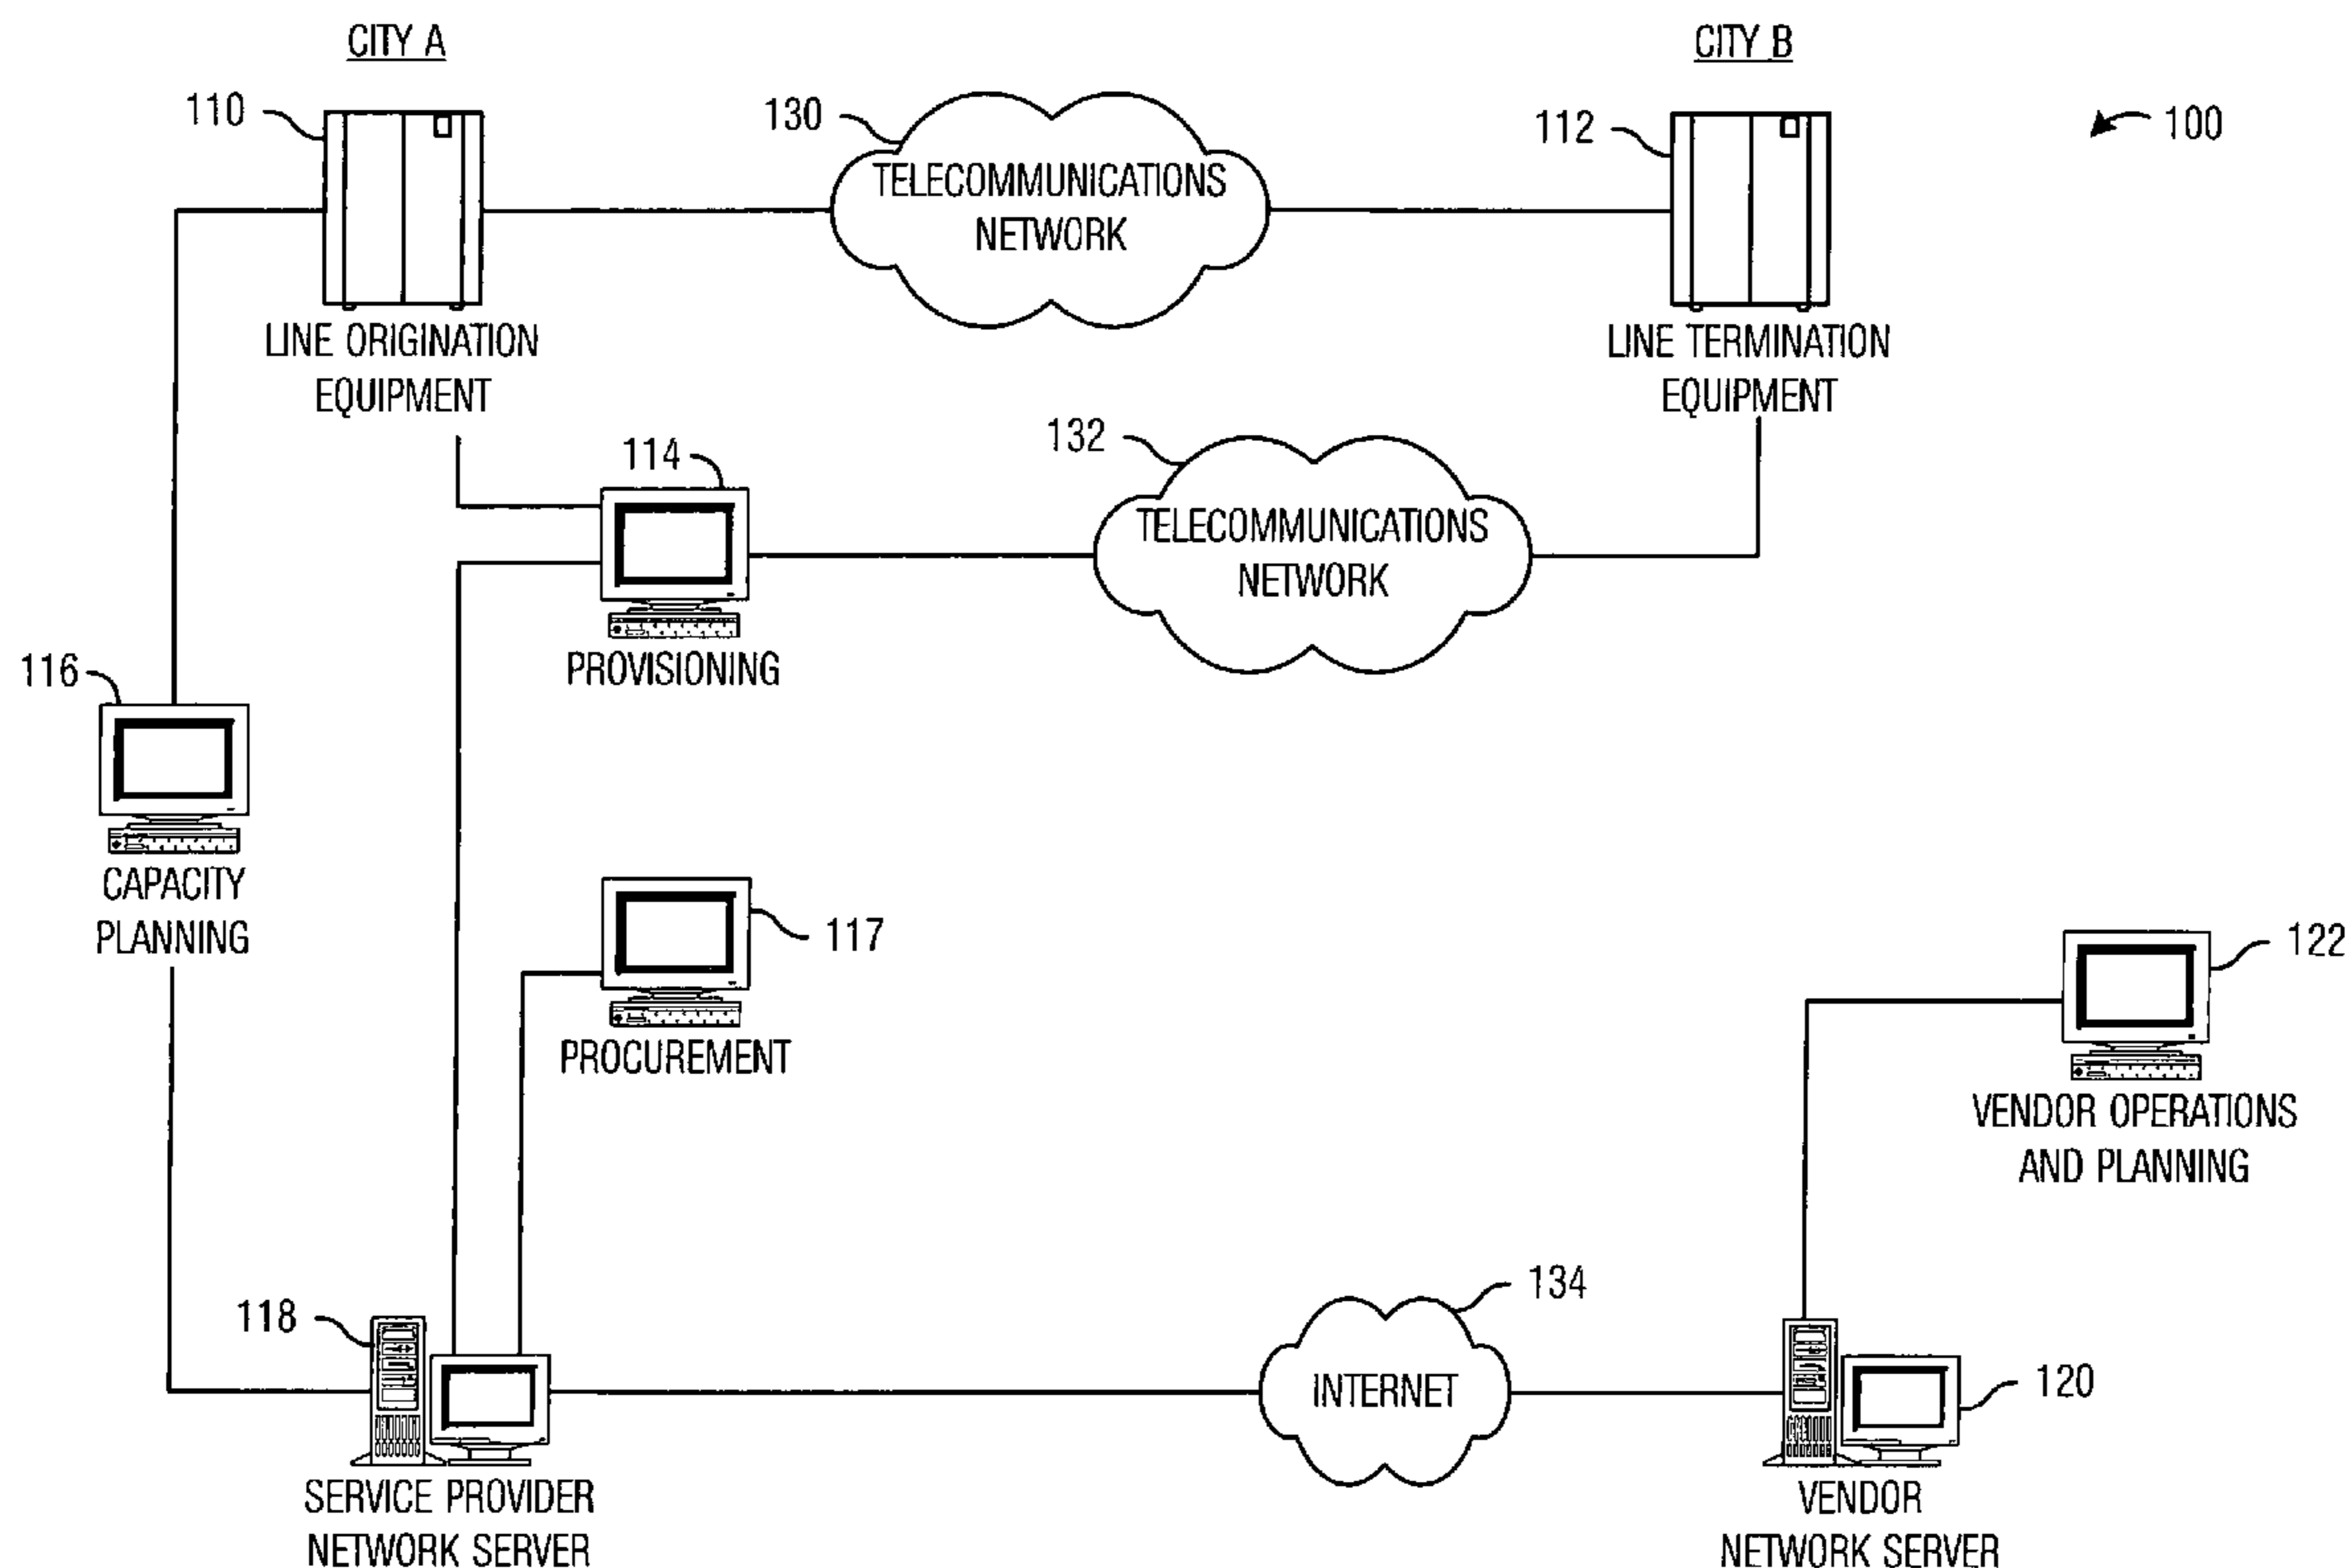 CITY A
CITY B
110
130
112
100
TELECOMMUNICATIONS
NETWORK
LINE ORIGINATION
EQUIPMENT
LINE TERMINATION
EQUIPMENT
114
132
TELECOMMUNICATIONS
NETWORK
PROVISIONING
116
CAPACITY
PLANNING
117
PROCUREMENT
122
VENDOR OPERATIONS
AND PLANNING
118
134
INTERNET
120
SERVICE PROVIDER
NETWORK SERVER
VENDOR
NETWORK SERVER